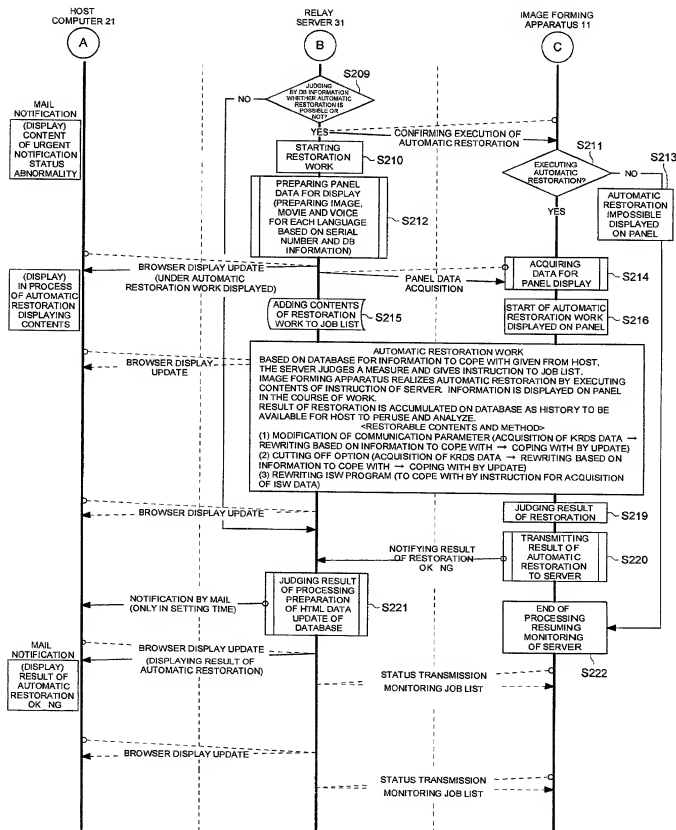 HOST
COMPUTER 21
RELAY
SERVER 31
IMAGE FORMING
APPARATUS 11
A
B
C
S209
JUDGING
BY DB INFORMATION
WHETHER AUTOMATIC
RESTORATION IS
POSSIBLE OR
NOT?
NO
YES
MAIL
NOTIFICATION
(DISPLAY)
CONTENT
OF URGENT
NOTIFICATION
STATUS
ABNORMALITY
CONFIRMING EXECUTION OF
AUTOMATIC RESTORATION
STARTING
RESTORATION
WORK
S210
S211
EXECUTING
AUTOMATIC
RESTORATION?
NO
YES
S213
AUTOMATIC
RESTORATION
IMPOSSIBLE
DISPLAYED
ON PANEL
PREPARING PANEL
DATA FOR DISPLAY
(PREPARING IMAGE,
MOVIE AND VOICE
FOR EACH LANGUAGE
BASED ON SERIAL
NUMBER AND DB
INFORMATION)
S212
BROWSER DISPLAY UPDATE
(UNDER AUTOMATIC
RESTORATION WORK DISPLAYED)
PANEL DATA
ACQUISITION
ACQUIRING
DATA FOR
PANEL DISPLAY
S214
(DISPLAY)
IN PROCESS
OF AUTOMATIC
RESTORATION
DISPLAYING
CONTENTS
ADDING CONTENTS
OF RESTORATION
WORK TO JOB LIST
S215
START OF AUTOMATIC
RESTORATION WORK
DISPLAYED ON PANEL
S216
BROWSER DISPLAY
UPDATE
AUTOMATIC RESTORATION WORK
BASED ON DATABASE FOR INFORMATION TO COPE WITH GIVEN FROM HOST,
THE SERVER JUDGES A MEASURE AND GIVES INSTRUCTION TO JOB LIST.
IMAGE FORMING APPARATUS REALIZES AUTOMATIC RESTORATION BY EXECUTING
CONTENTS OF INSTRUCTION OF SERVER. INFORMATION IS DISPLAYED ON PANEL
IN THE COURSE OF WORK.
RESULT OF RESTORATION IS ACCUMULATED ON DATABASE AS HISTORY TO BE
AVAILABLE FOR HOST TO PERUSE AND ANALYZE.
<RESTORABLE CONTENTS AND METHOD>
(1) MODIFICATION OF COMMUNICATION PARAMETER (ACQUISITION OF KRDS DATA →
REWRITING BASED ON INFORMATION TO COPE WITH → COPING WITH BY UPDATE)
(2) CUTTING OFF OPTION (ACQUISITION OF KRDS DATA → REWRITING BASED ON
INFORMATION TO COPE WITH → COPING WITH BY UPDATE)
(3) REWRITING ISW PROGRAM (TO COPE WITH BY INSTRUCTION FOR ACQUISITION
OF ISW DATA)
BROWSER DISPLAY UPDATE
JUDGING RESULT
OF RESTORATION
S219
NOTIFYING RESULT
OF RESTORATION
OK NG
TRANSMITTING
RESULT OF
AUTOMATIC
RESTORATION
TO SERVER
S220
NOTIFICATION BY MAIL
(ONLY IN SETTING TIME)
JUDGING RESULT
OF PROCESSING
PREPARATION
OF HTML DATA
UPDATE OF
DATABASE
S221
END OF
PROCESSING
RESUMING
MONITORING
OF SERVER
S222
MAIL
NOTIFICATION
(DISPLAY)
RESULT OF
AUTOMATIC
RESTORATION
OK NG
BROWSER DISPLAY UPDATE
(DISPLAYING RESULT OF
AUTOMATIC RESTORATION)
STATUS TRANSMISSION
MONITORING JOB LIST
BROWSER DISPLAY UPDATE
STATUS TRANSMISSION
MONITORING JOB LIST